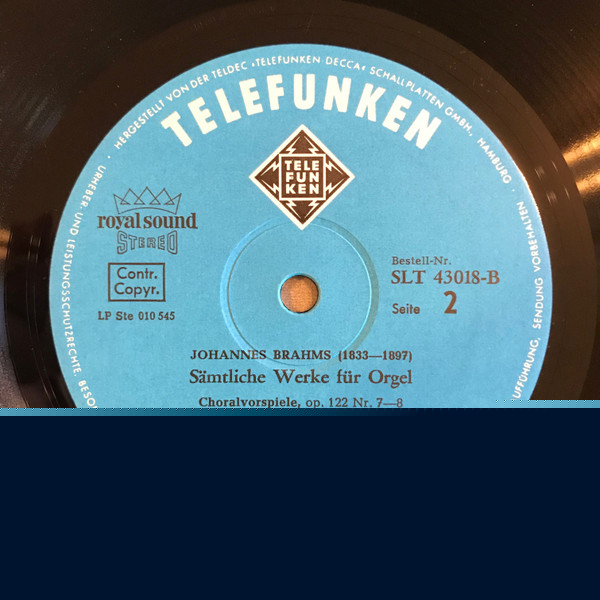 · HERGESTELLT VON DER TELDEC »TELEFUNKEN-DECCA« SCHALLPLATTEN GMBH., HAMBURG ·
URHEBER- UND LEISTUNGSSCHUTZRECHTE.
AUFFÜHRUNG, SENDUNG VORBEHALTEN
TELEFUNKEN
TELE
FUN
KEN
royal sound
STEREO
Contr.
Copyr.
LP Ste 010 545
Bestell-Nr.
SLT 43018-B
Seite 2
JOHANNES BRAHMS (1833—1897)
Sämtliche Werke für Orgel
Choralvorspiele, op. 122 Nr. 7—8